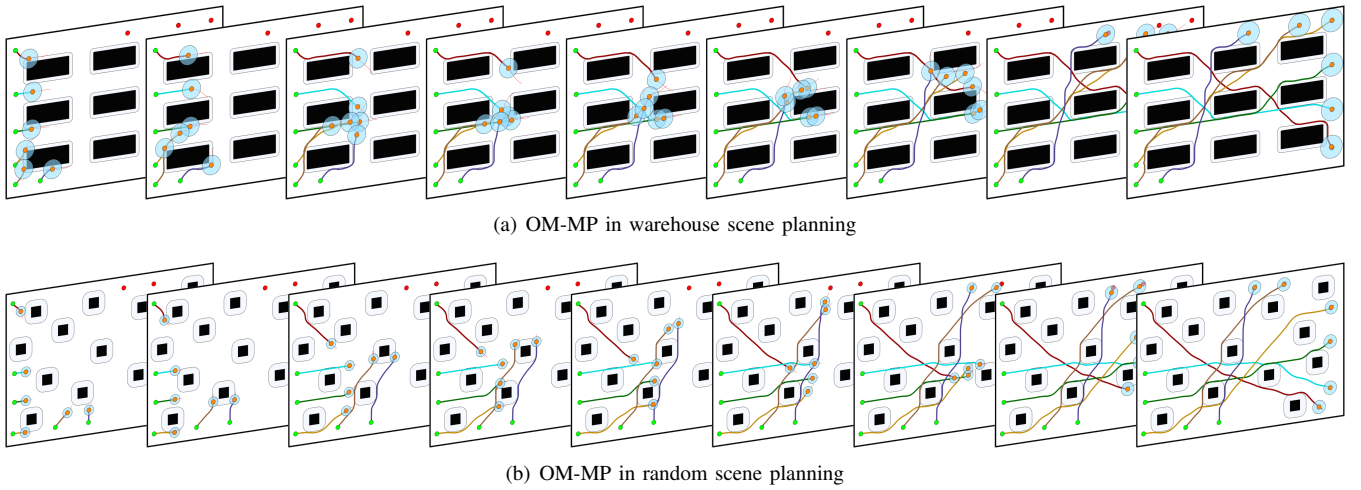 (a) OM-MP in warehouse scene planning
(b) OM-MP in random scene planning